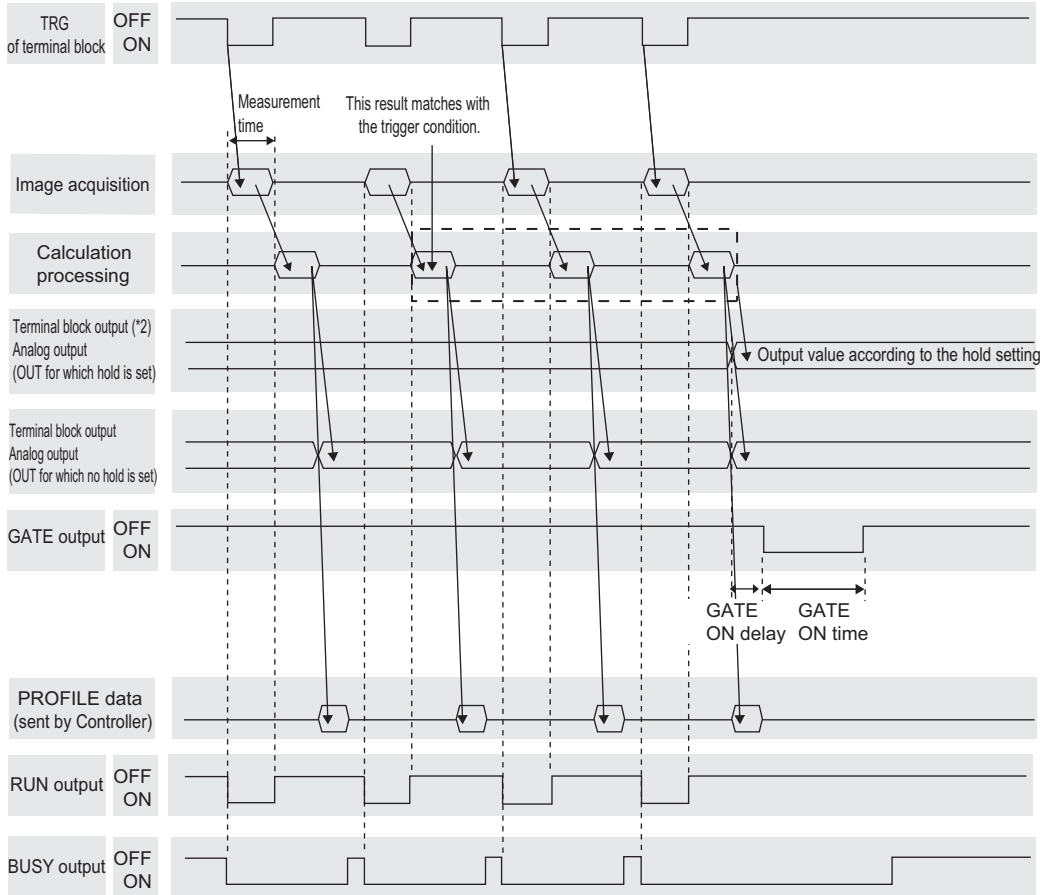 TRG
of terminal block
OFF
ON
Measurement
time
This result matches with
the trigger condition.
Image acquisition
Calculation
processing
Terminal block output (*2)
Analog output
(OUT for which hold is set)
Output value according to the hold setting
Terminal block output
Analog output
(OUT for which no hold is set)
GATE output
OFF
ON
GATE
ON delay
GATE
ON time
PROFILE data
(sent by Controller)
RUN output
OFF
ON
BUSY output
OFF
ON